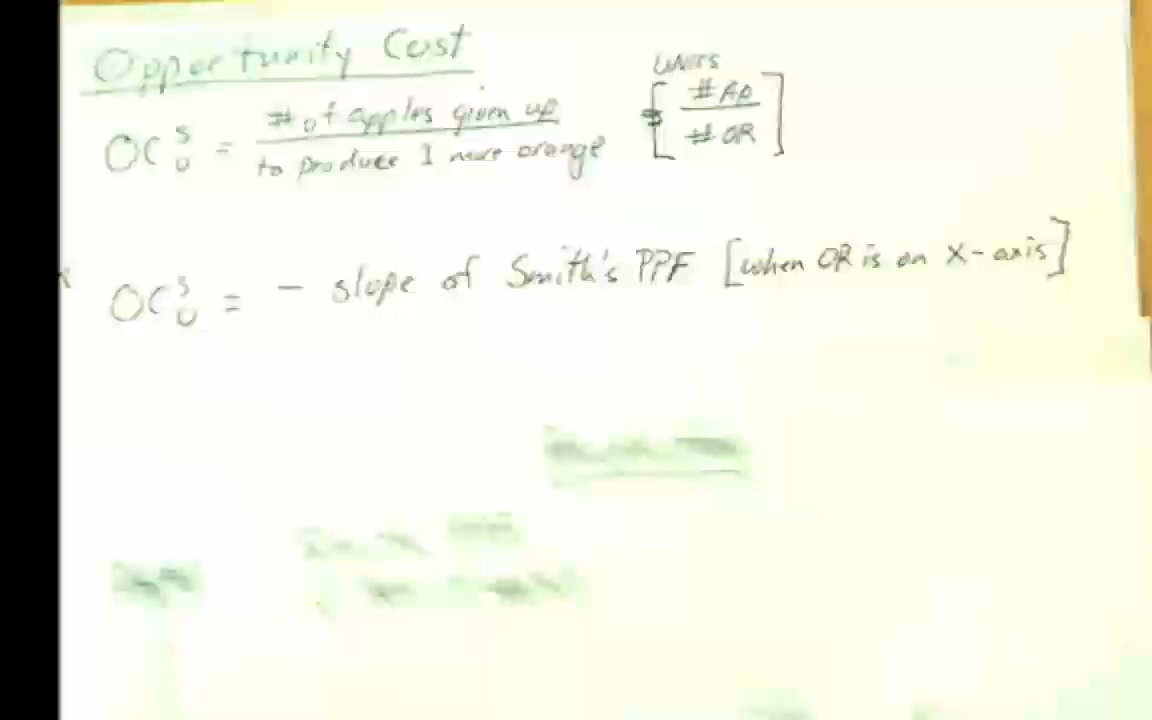 Opportunity Cost
UNITS
OC S O = # of apples given up / to produce 1 more orange [ # AP / # OR ]
OC S O = - slope of Smith's PPF [when OR is on X-axis]